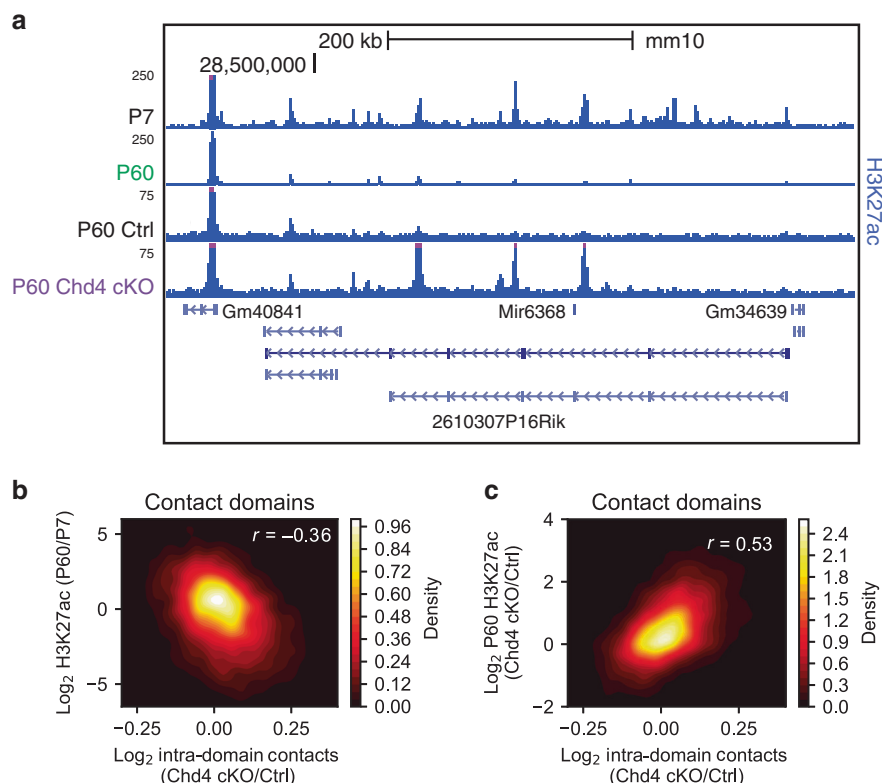 a
200 kb
mm10
28,500,000
250
P7
250
P60
75
P60 Ctrl
75
P60 Chd4 cKO
H3K27ac
Gm40841
Mir6368
Gm34639
2610307P16Rik
b
Contact domains
r = −0.36
5
0
−5
Log2 H3K27ac (P60/P7)
−0.25
0.00
0.25
Log2 intra-domain contacts
(Chd4 cKO/Ctrl)
0.96
0.84
0.72
0.60
0.48
0.36
0.24
0.12
0.00
Density
c
Contact domains
r = 0.53
4
2
0
−2
Log2 P60 H3K27ac
(Chd4 cKO/Ctrl)
−0.25
0.00
0.25
Log2 intra-domain contacts
(Chd4 cKO/Ctrl)
2.4
2.1
1.8
1.5
1.2
0.9
0.6
0.3
0.0
Density